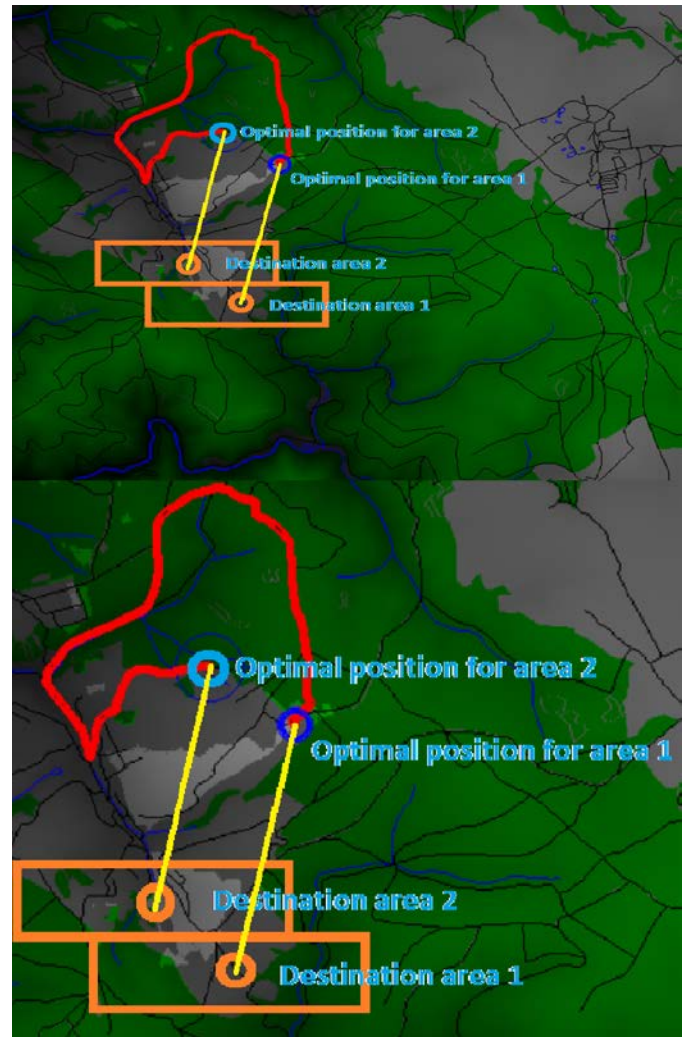 Optimal position for area 2
Optimal position for area 1
Destination area 2
Destination area 1
Optimal position for area 2
Optimal position for area 1
Destination area 2
Destination area 1